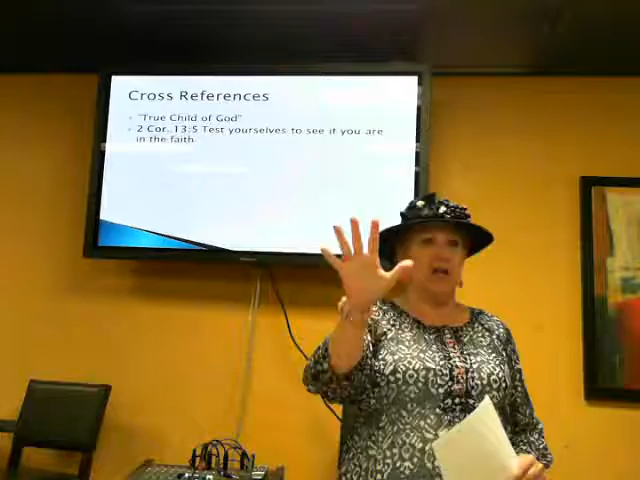 Cross References
"True Child of God"
2 Cor. 13:5 Test yourselves to see if you are
in the faith